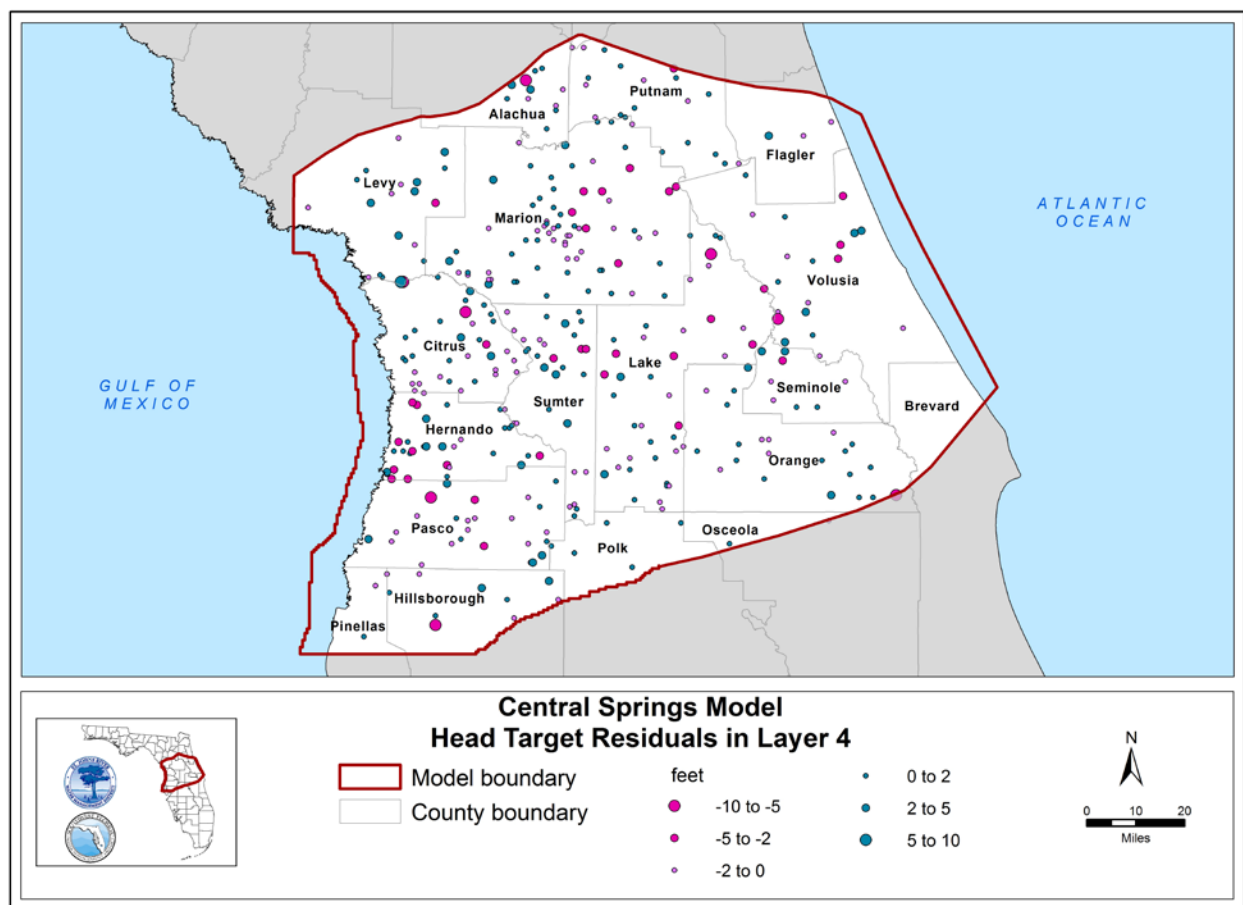 Putnam
Alachua
Flagler
Levy
Marion
ATLANTIC
OCEAN
Volusia
Citrus
Lake
GULF OF
MEXICO
Seminole
Sumter
Brevard
Hernando
Orange
Pasco
Osceola
Polk
Hillsborough
Pinellas
Central Springs Model
Head Target Residuals in Layer 4
Model boundary
County boundary
feet
-10 to -5
-5 to -2
-2 to 0
0 to 2
2 to 5
5 to 10
N
0 5 10 20
Miles